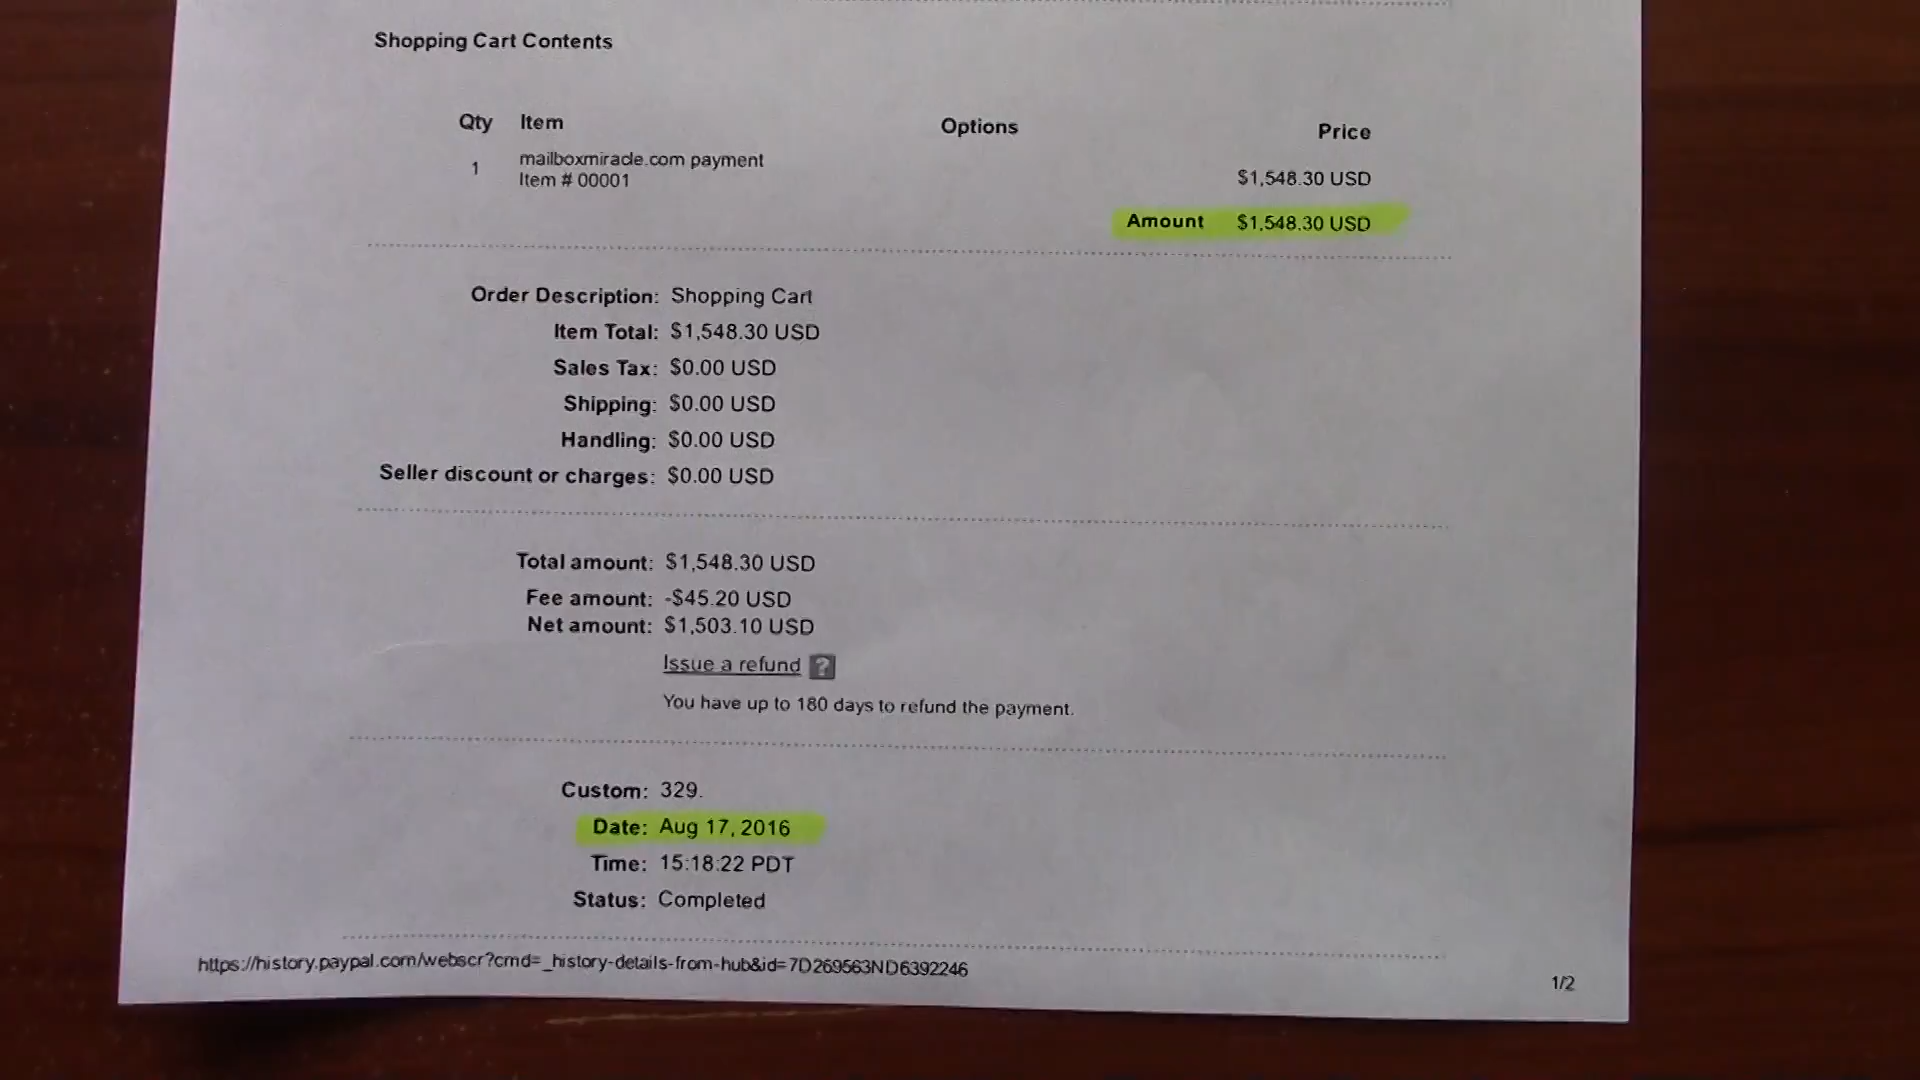 Shopping Cart Contents
Qty Item Options Price
1 mailboxmiracle.com payment
Item # 00001
$1,548.30 USD
Amount $1,548.30 USD
Order Description: Shopping Cart
Item Total: $1,548.30 USD
Sales Tax: $0.00 USD
Shipping: $0.00 USD
Handling: $0.00 USD
Seller discount or charges: $0.00 USD
Total amount: $1,548.30 USD
Fee amount: -$45.20 USD
Net amount: $1,503.10 USD
Issue a refund ?
You have up to 180 days to refund the payment.
Custom: 329.
Date: Aug 17, 2016
Time: 15:18:22 PDT
Status: Completed
https://history.paypal.com/webscr?cmd=_history-details-from-hub&id=7D269563ND6392246
1/2